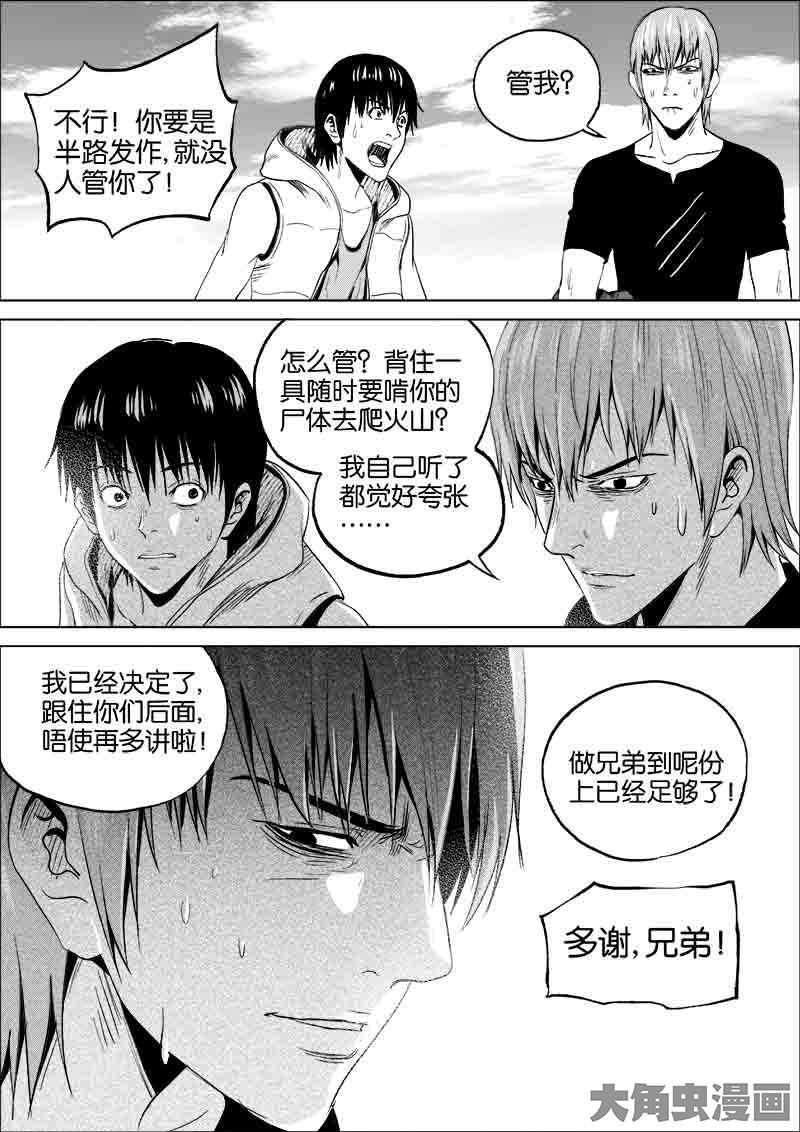 不行！你要是
半路发作,就没
人管你了！
管我？
怎么管？背住一
具随时要啃你的
尸体去爬火山？
我自己听了
都觉好夸张
……
我已经决定了,
跟住你们后面,
唔使再多讲啦！
做兄弟到呢份
上已经足够了！
多谢,兄弟！
大角虫漫画